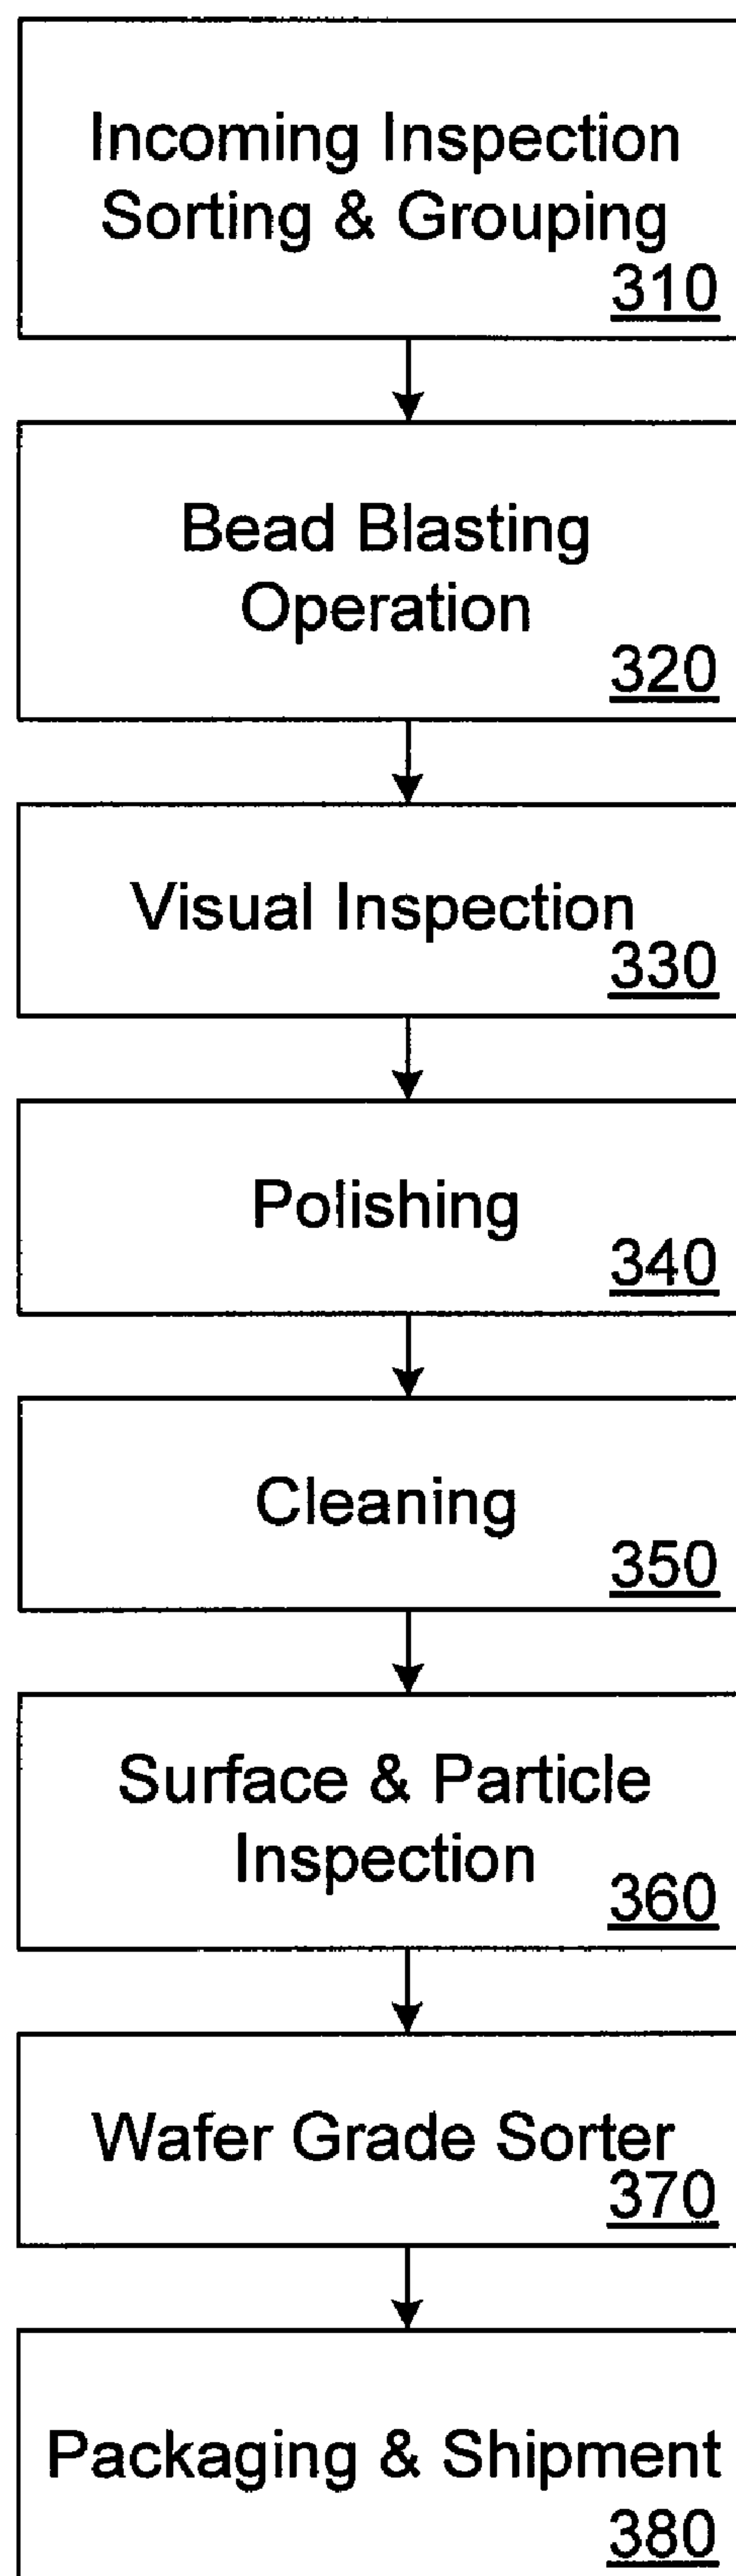 Incoming Inspection
Sorting & Grouping
310
Bead Blasting
Operation
320
Visual Inspection
330
Polishing
340
Cleaning
350
Surface & Particle
Inspection
360
Wafer Grade Sorter
370
Packaging & Shipment
380